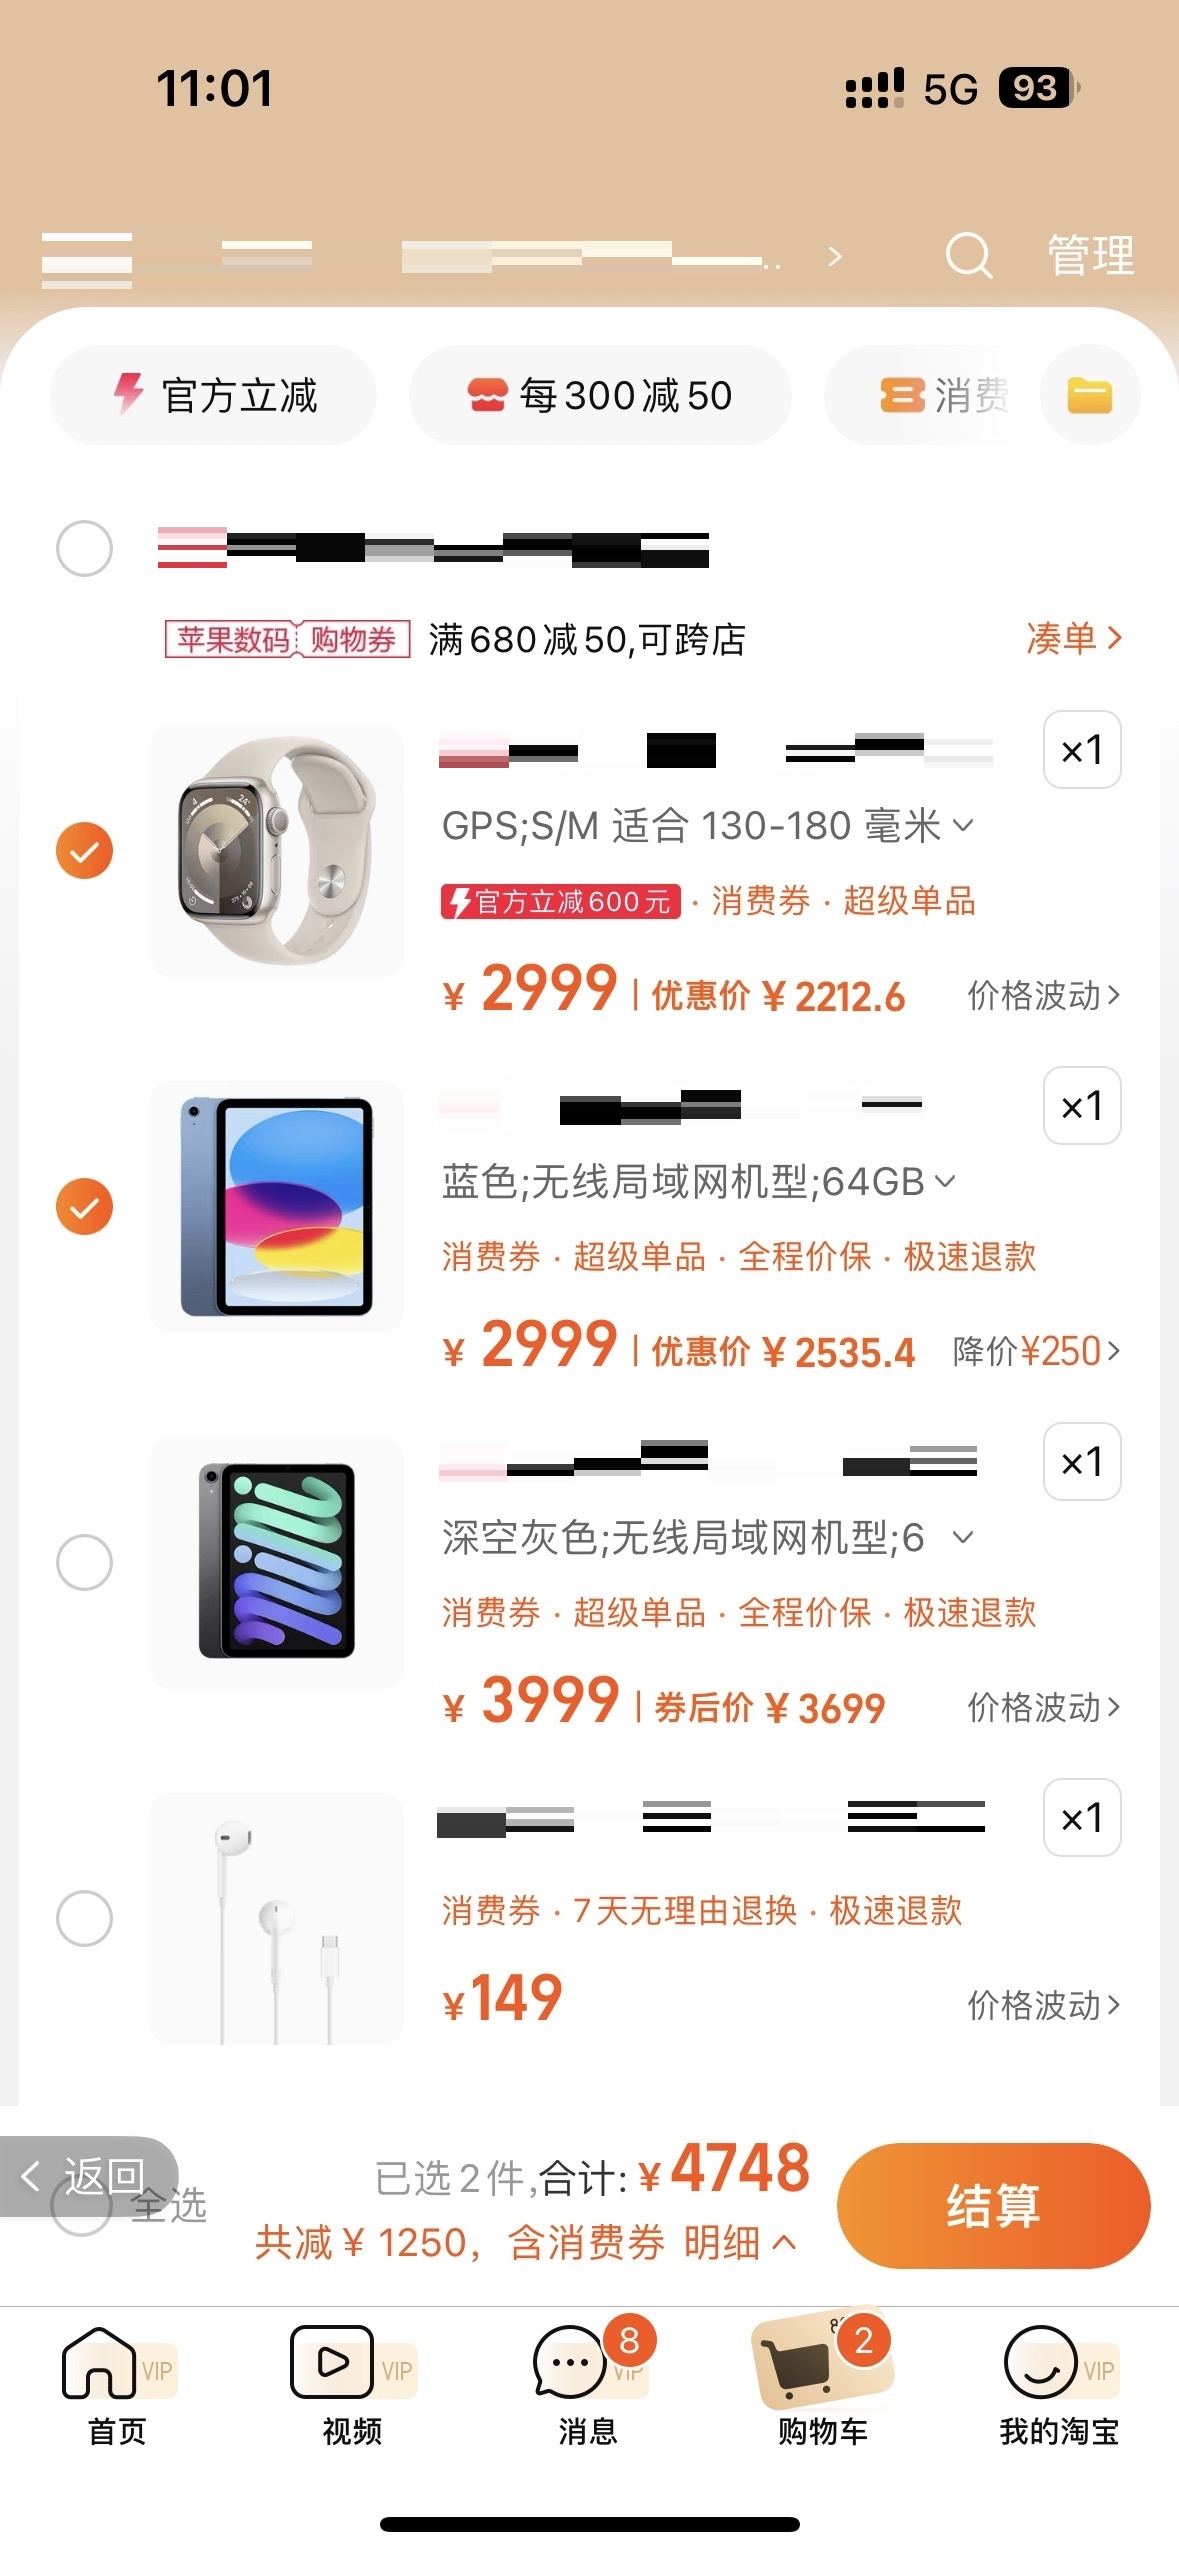 11:01 5G 93
管理
官方立减 每300减50 消费
苹果数码 购物券 满680减50,可跨店 凑单
×1
GPS;S/M 适合 130-180 毫米
官方立减600元 · 消费券 · 超级单品
¥ 2999 | 优惠价 ¥ 2212.6 价格波动
×1
蓝色;无线局域网机型;64GB
消费券 · 超级单品 · 全程价保 · 极速退款
¥ 2999 | 优惠价 ¥ 2535.4 降价¥250
×1
深空灰色;无线局域网机型;6
消费券 · 超级单品 · 全程价保 · 极速退款
¥ 3999 | 券后价 ¥ 3699 价格波动
×1
消费券 · 7天无理由退换 · 极速退款
¥149 价格波动
返回
全选
已选2件,合计: ¥ 4748
共减 ¥ 1250, 含消费券 明细
结算
VIP VIP VIP VIP
8 2
首页 视频 消息 购物车 我的淘宝